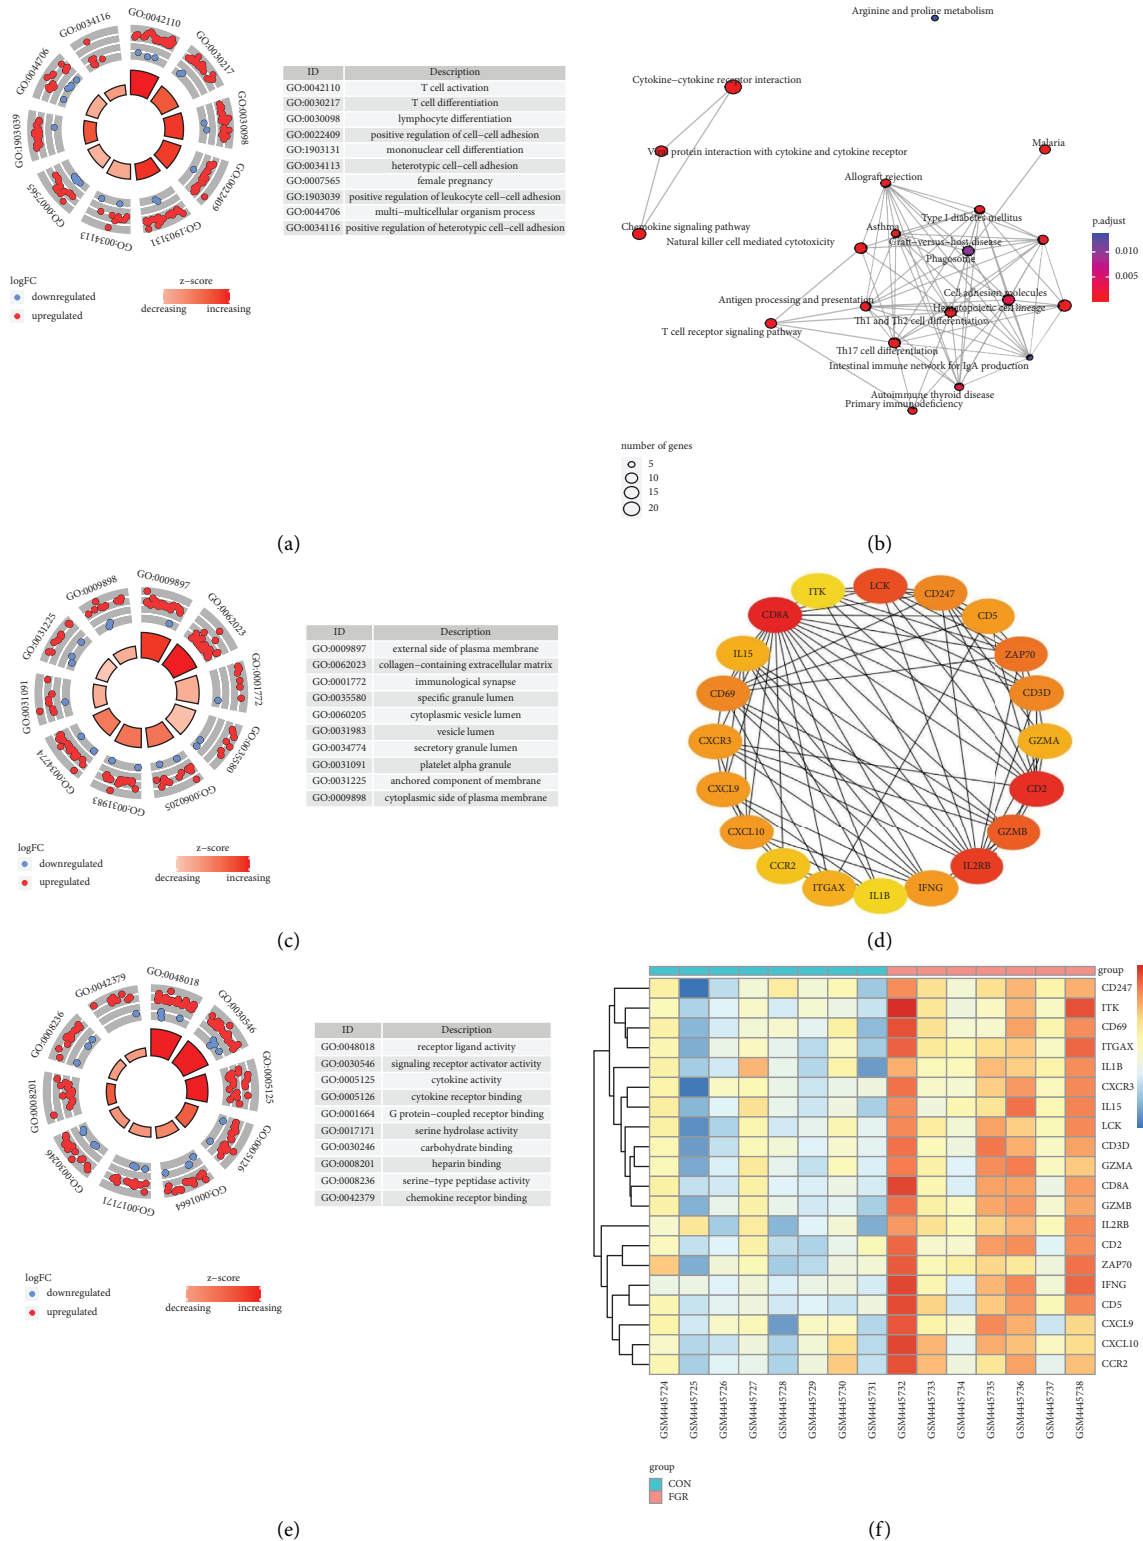 GO:0042110
GO:0030217
GO:0030098
GO:0022409
GO:1903131
GO:0034113
GO:0007565
GO:1903039
GO:0044706
GO:0034116
ID Description
GO:0042110 T cell activation
GO:0030217 T cell differentiation
GO:0030098 lymphocyte differentiation
GO:0022409 positive regulation of cell−cell adhesion
GO:1903131 mononuclear cell differentiation
GO:0034113 heterotypic cell−cell adhesion
GO:0007565 female pregnancy
GO:1903039 positive regulation of leukocyte cell−cell adhesion
GO:0044706 multi−multicellular organism process
GO:0034116 positive regulation of heterotypic cell−cell adhesion
logFC
downregulated
upregulated
z−score
decreasing increasing
(a)
Arginine and proline metabolism
Cytokine−cytokine receptor interaction
Viral protein interaction with cytokine and cytokine receptor
Malaria
Allograft rejection
Type I diabetes mellitus
Chemokine signaling pathway
Asthma
Natural killer cell mediated cytotoxicity
Graft−versus−host disease
Phagosome
Cell adhesion molecules
Antigen processing and presentation
Hematopoietic cell lineage
Th1 and Th2 cell differentiation
T cell receptor signaling pathway
Th17 cell differentiation
Intestinal immune network for IgA production
Autoimmune thyroid disease
Primary immunodeficiency
p.adjust
0.010
0.005
number of genes
5
10
15
20
(b)
GO:0009897
GO:0062023
GO:0001772
GO:0035580
GO:0060205
GO:0031983
GO:0034774
GO:0031091
GO:0031225
GO:0009898
ID Description
GO:0009897 external side of plasma membrane
GO:0062023 collagen−containing extracellular matrix
GO:0001772 immunological synapse
GO:0035580 specific granule lumen
GO:0060205 cytoplasmic vesicle lumen
GO:0031983 vesicle lumen
GO:0034774 secretory granule lumen
GO:0031091 platelet alpha granule
GO:0031225 anchored component of membrane
GO:0009898 cytoplasmic side of plasma membrane
logFC
downregulated
upregulated
z−score
decreasing increasing
(c)
LCK
CD247
CD5
ZAP70
CD3D
GZMA
CD2
GZMB
IL2RB
IFNG
IL1B
ITGAX
CCR2
CXCL10
CXCL9
CXCR3
CD69
IL15
CD8A
ITK
(d)
GO:0048018
GO:0030546
GO:0005125
GO:0005126
GO:0001664
GO:0017171
GO:0030246
GO:0008201
GO:0008236
GO:0042379
ID Description
GO:0048018 receptor ligand activity
GO:0030546 signaling receptor activator activity
GO:0005125 cytokine activity
GO:0005126 cytokine receptor binding
GO:0001664 G protein−coupled receptor binding
GO:0017171 serine hydrolase activity
GO:0030246 carbohydrate binding
GO:0008201 heparin binding
GO:0008236 serine−type peptidase activity
GO:0042379 chemokine receptor binding
logFC
downregulated
upregulated
z−score
decreasing increasing
(e)
group
CD247
ITK
CD69
ITGAX
IL1B
CXCR3
IL15
LCK
CD3D
GZMA
CD8A
GZMB
IL2RB
CD2
ZAP70
IFNG
CD5
CXCL9
CXCL10
CCR2
GSM4445724
GSM4445725
GSM4445726
GSM4445727
GSM4445728
GSM4445729
GSM4445730
GSM4445731
GSM4445732
GSM4445733
GSM4445734
GSM4445735
GSM4445736
GSM4445737
GSM4445738
group
CON
FGR
(f)